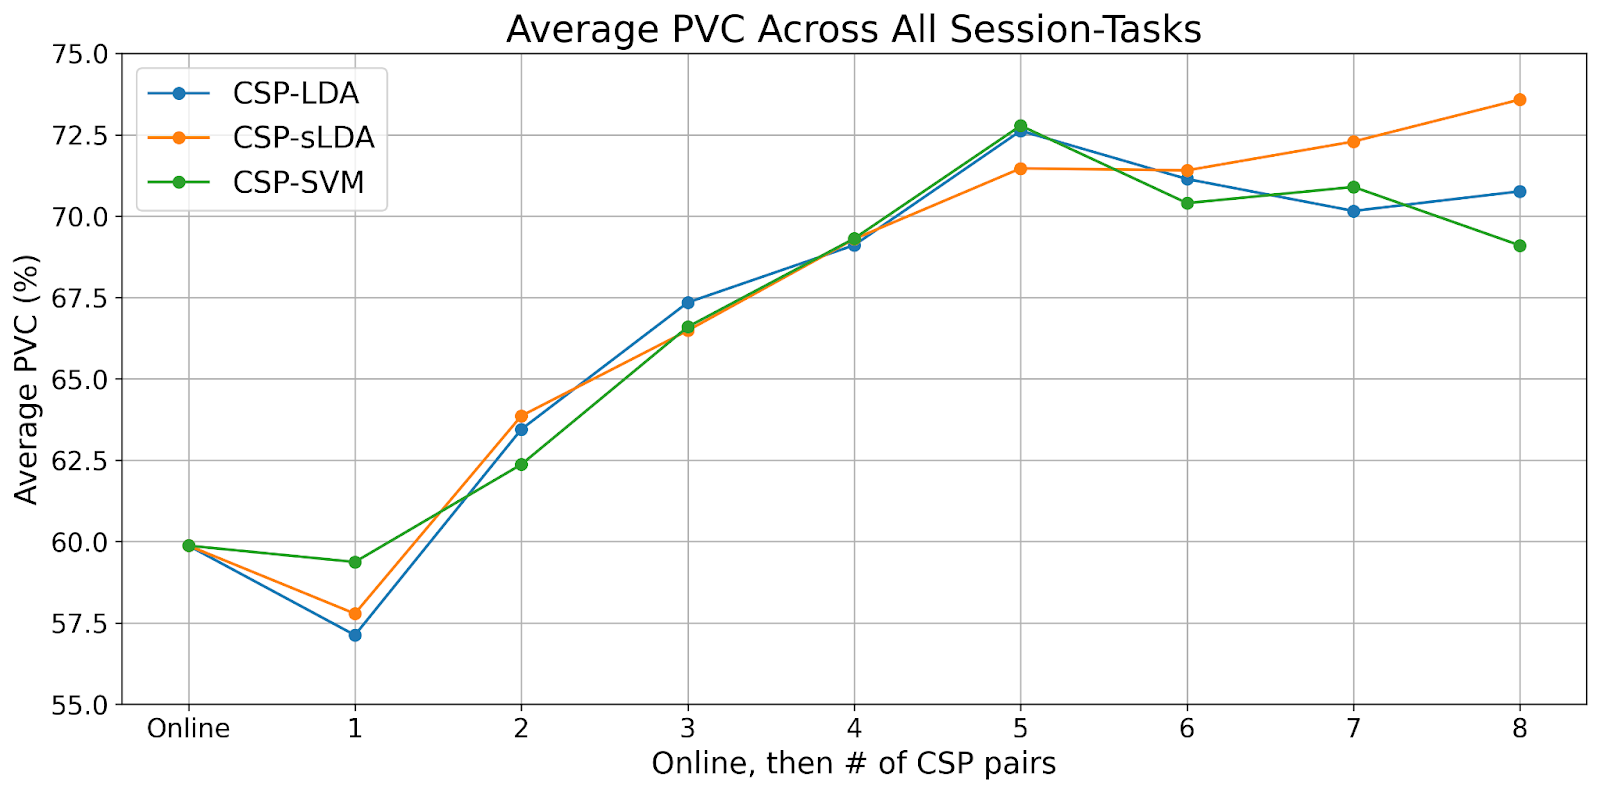 Average PVC Across All Session-Tasks
75.0
72.5
70.0
67.5
65.0
62.5
60.0
57.5
55.0
Average PVC (%)
CSP-LDA
CSP-sLDA
CSP-SVM
Online 1 2 3 4 5 6 7 8
Online, then # of CSP pairs